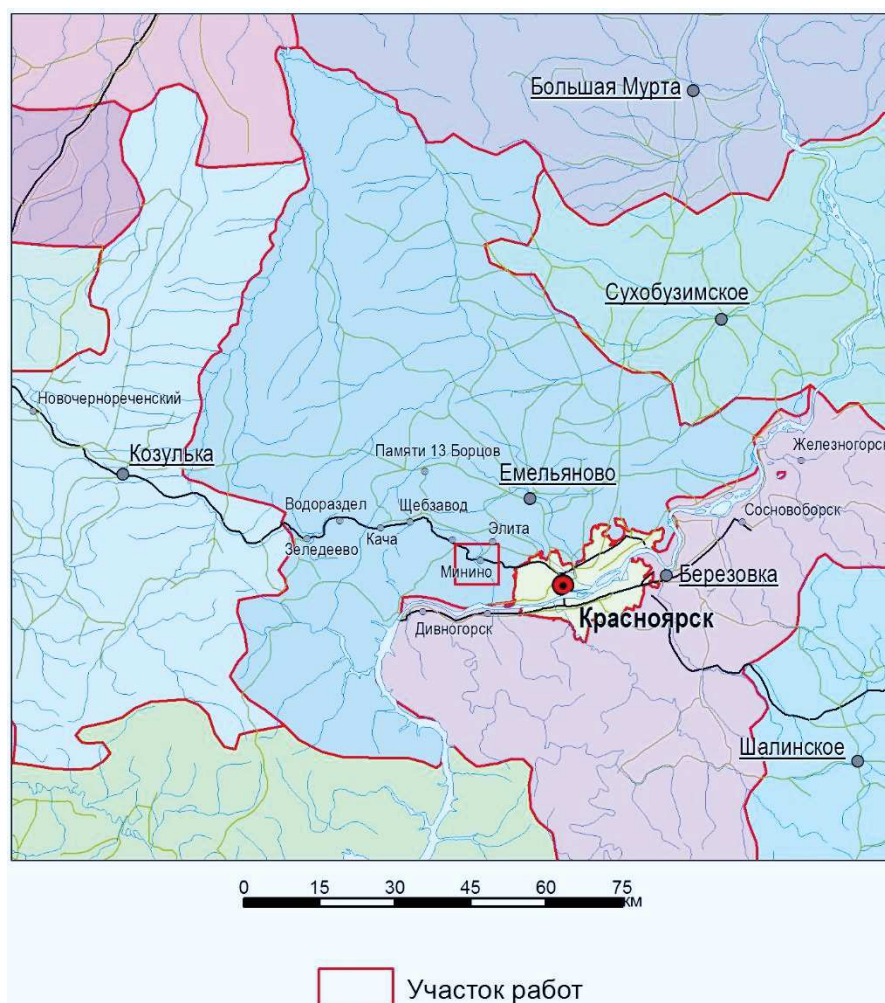 Большая Мурта
Сухобузимское
Новочернореченский
Козулька
Памяти 13 Борцов
Емельяново
Железногорск
Водораздел
Щебзавод
Сосновоборск
Элита
Зеледеево
Кача
Минино
Березовка
Дивногорск
Красноярск
Шалинское
0 15 30 45 60 75
км
Участок работ